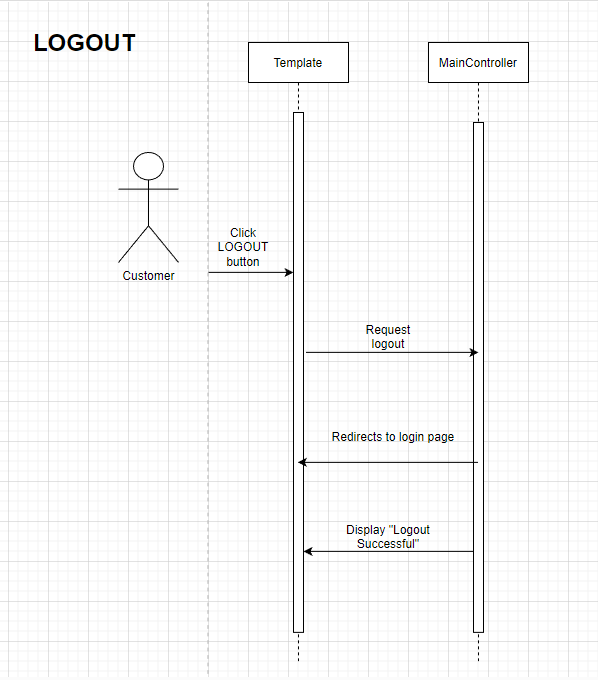 LOGOUT
Template
MainController
Click
LOGOUT
button
Customer
Request
logout
Redirects to login page
Display "Logout
Successful"